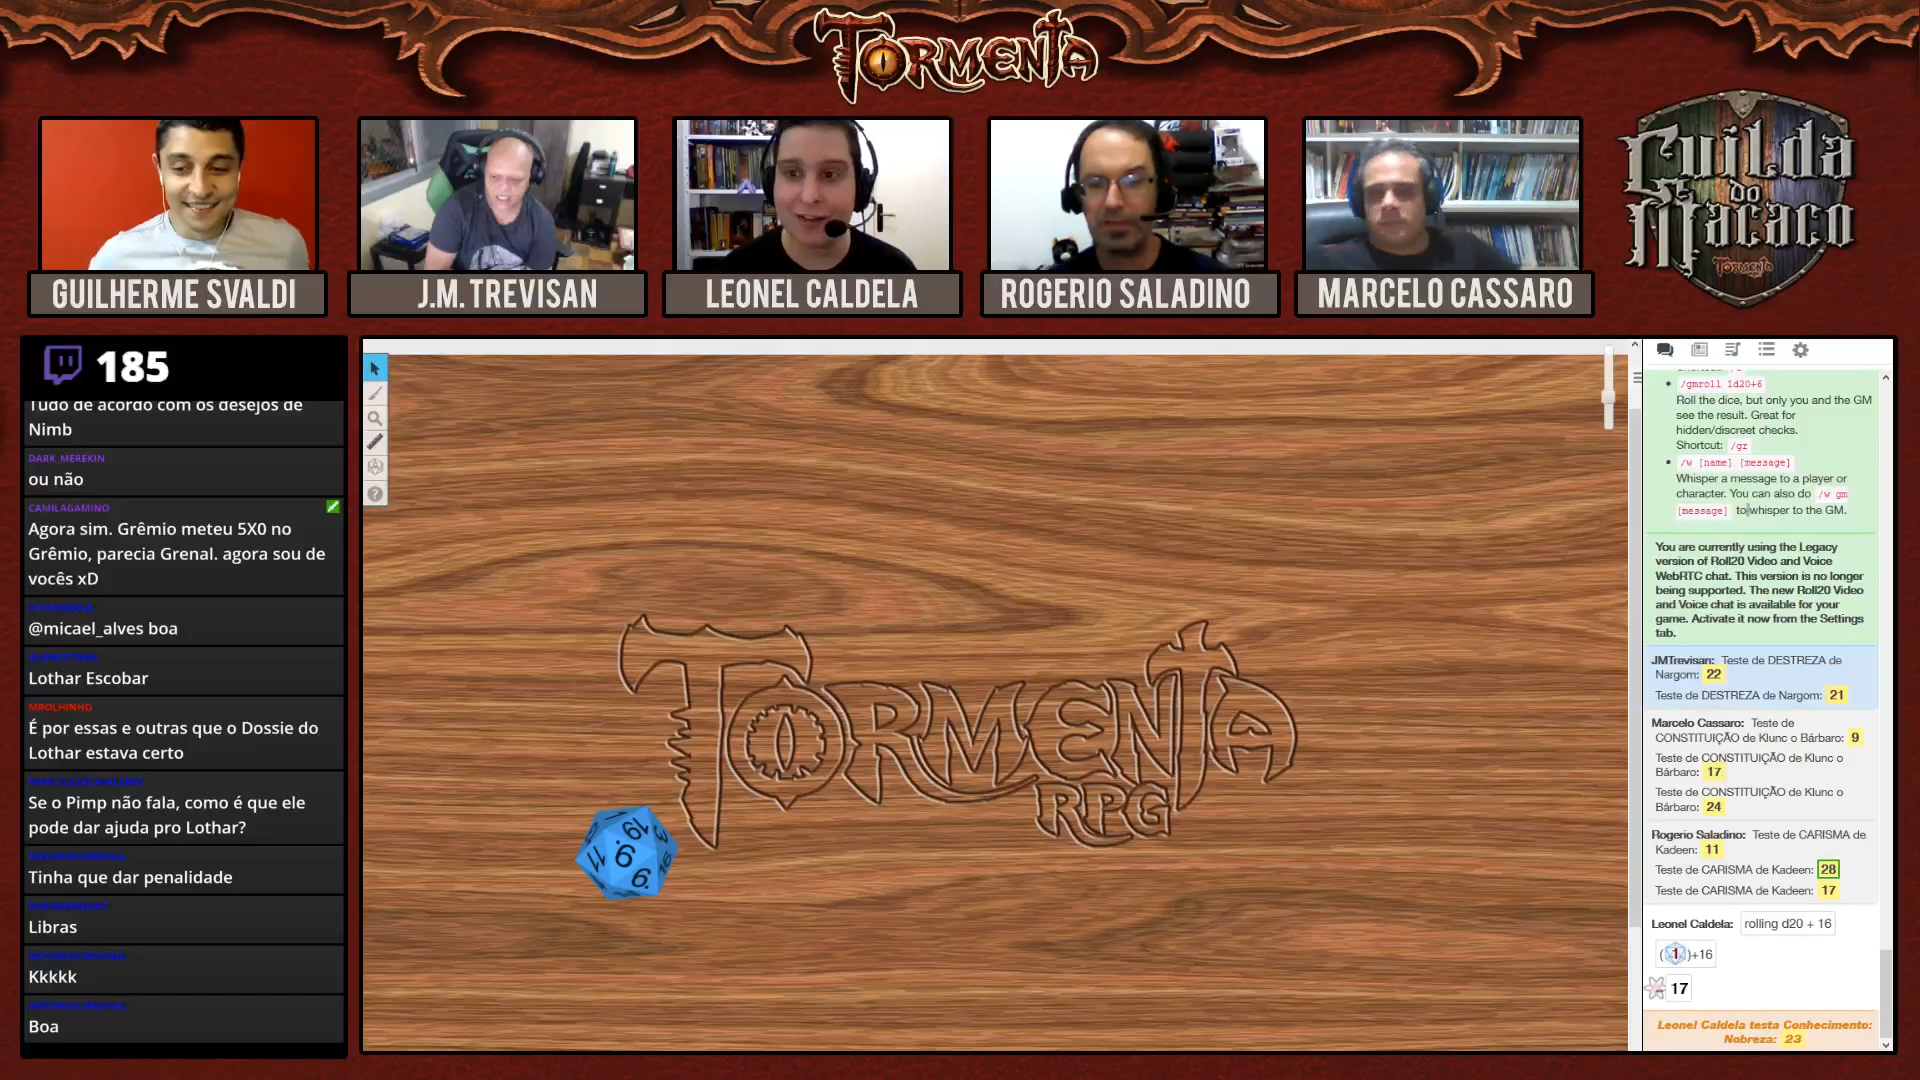 TORMENTA
GUILHERME SVALDI
J.M. TREVISAN
LEONEL CALDELA
ROGERIO SALADINO
MARCELO CASSARO
Guilda
do
Macaco
TORMENTA
185
Tudo de acordo com os desejos de
Nimb
DARK_MEREKIN
ou não
CAMILAGAMINO
Agora sim. Grêmio meteu 5X0 no
Grêmio, parecia Grenal. agora sou de
vocês xD
@micael_alves boa
Lothar Escobar
MROLHINHO
É por essas e outras que o Dossie do
Lothar estava certo
Se o Pimp não fala, como é que ele
pode dar ajuda pro Lothar?
Tinha que dar penalidade
Libras
Kkkkk
Boa
TORMENTA
RPG
19
3
11
9.
16
9.
/gmroll 1d20+6
Roll the dice, but only you and the GM
see the result. Great for
hidden/discreet checks.
Shortcut: /gr
/w [name] [message]
Whisper a message to a player or
character. You can also do /w gm
[message] to whisper to the GM.
You are currently using the Legacy
version of Roll20 Video and Voice
WebRTC chat. This version is no longer
being supported. The new Roll20 Video
and Voice chat is available for your
game. Activate it now from the Settings
tab.
JMTrevisan: Teste de DESTREZA de
Nargom: 22
Teste de DESTREZA de Nargom: 21
Marcelo Cassaro: Teste de
CONSTITUIÇÃO de Klunc o Bárbaro: 9
Teste de CONSTITUIÇÃO de Klunc o
Bárbaro: 17
Teste de CONSTITUIÇÃO de Klunc o
Bárbaro: 24
Rogerio Saladino: Teste de CARISMA de
Kadeen: 11
Teste de CARISMA de Kadeen: 28
Teste de CARISMA de Kadeen: 17
Leonel Caldela: rolling d20 + 16
(1)+16
17
Leonel Caldela testa Conhecimento:
Nobreza: 23